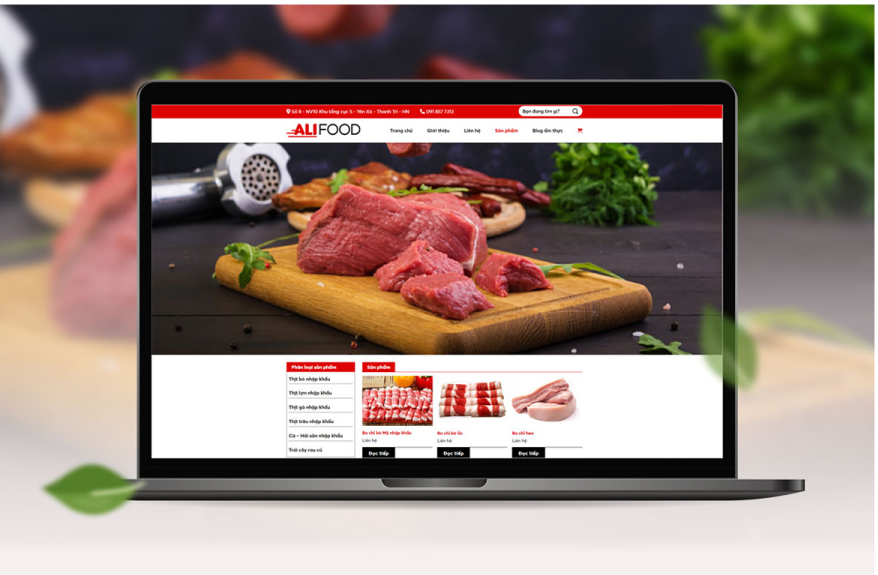 Số 8 - NV10 Khu tổng cục 5 - Yên Xá - Thanh Trì - HN
091 857 7213
Bạn đang tìm gì?
ALIFOOD
Trang chủ
Giới thiệu
Liên hệ
Sản phẩm
Blog ẩm thực
Phân loại sản phẩm
Sản phẩm
Thịt bò nhập khẩu
Thịt lợn nhập khẩu
Thịt gà nhập khẩu
Thịt trâu nhập khẩu
Cá - Hải sản nhập khẩu
Trái cây rau củ
Ba chỉ bò Mỹ nhập khẩu
Liên hệ
Đọc tiếp
Ba chỉ bò Úc
Liên hệ
Đọc tiếp
Ba chỉ heo
Liên hệ
Đọc tiếp